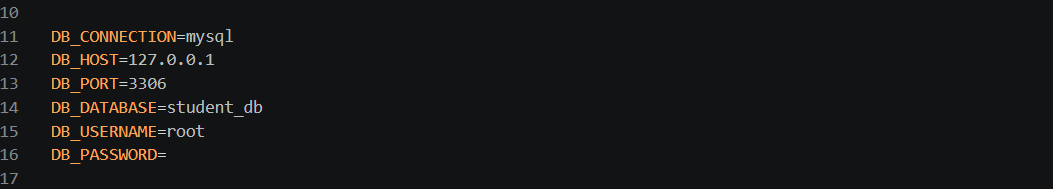 10
11 DB_CONNECTION=mysql
12 DB_HOST=127.0.0.1
13 DB_PORT=3306
14 DB_DATABASE=student_db
15 DB_USERNAME=root
16 DB_PASSWORD=
17